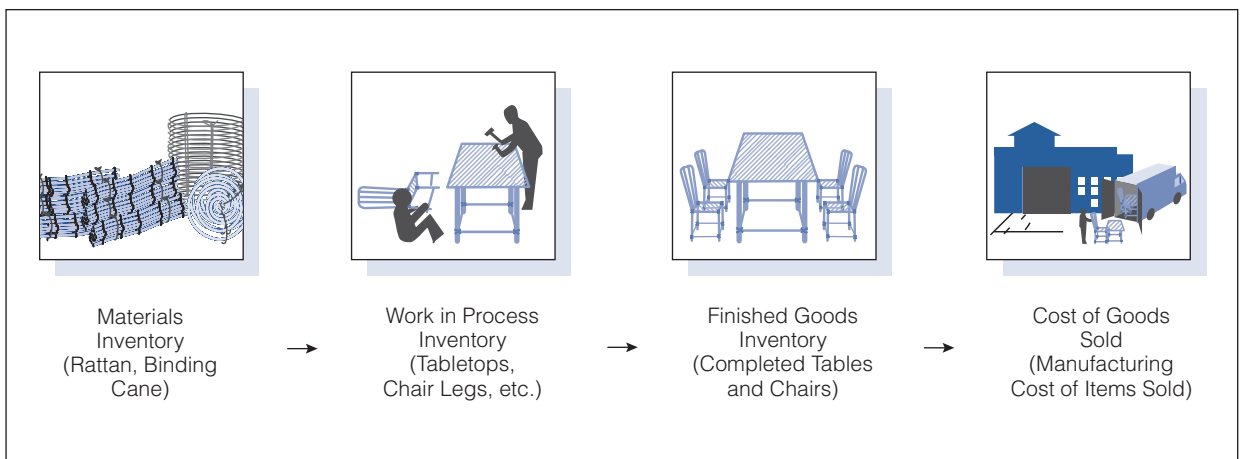 Materials
Inventory
(Rattan, Binding
Cane)
Work in Process
Inventory
(Tabletops,
Chair Legs, etc.)
Finished Goods
Inventory
(Completed Tables
and Chairs)
Cost of Goods
Sold
(Manufacturing
Cost of Items Sold)